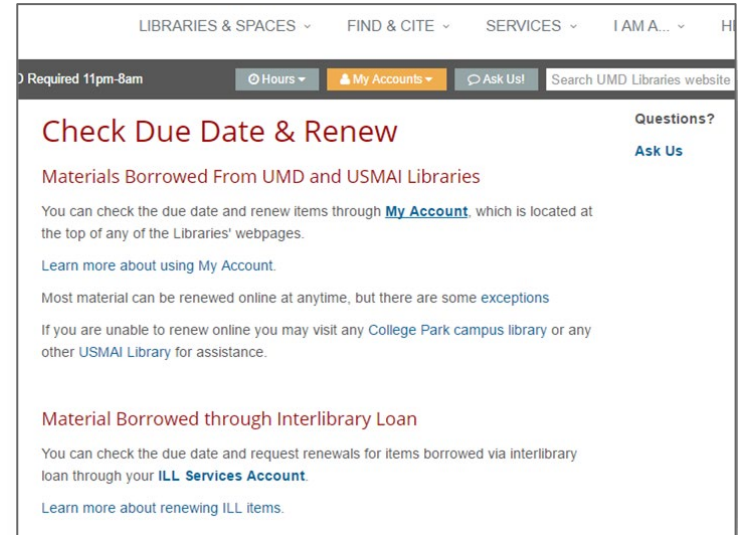 LIBRARIES & SPACES FIND & CITE SERVICES I AM A...
Required 11pm-8am Hours My Accounts Ask Us! Search UMD Libraries website
Check Due Date & Renew
Questions?
Ask Us
Materials Borrowed From UMD and USMAI Libraries
You can check the due date and renew items through My Account, which is located at
the top of any of the Libraries' webpages.
Learn more about using My Account.
Most material can be renewed online at anytime, but there are some exceptions
If you are unable to renew online you may visit any College Park campus library or any
other USMAI Library for assistance.
Material Borrowed through Interlibrary Loan
You can check the due date and request renewals for items borrowed via interlibrary
loan through your ILL Services Account.
Learn more about renewing ILL items.